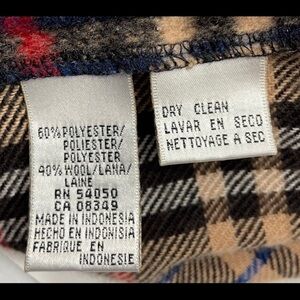 60% POLYESTER/
POLIESTER/
POLYESTER
40% WOOL/LANA/
LAINE
RN 54050
CA 08349
MADE IN INDONESIA
HECHO EN INDONISIA
FABRIQUE EN
INDONESIE
DRY CLEAN
LAVAR EN SECO
NETTOYAGE A SEC